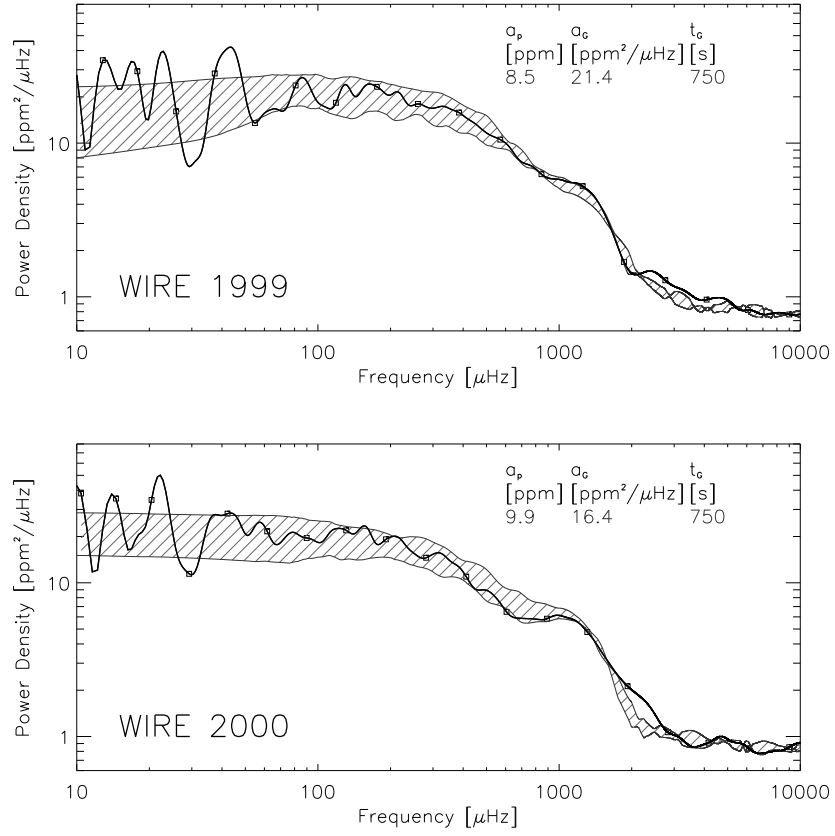 a_p a_G t_G
[ppm] [ppm²/μHz] [s]
8.5 21.4 750
10
1
Power Density [ppm²/μHz]
WIRE 1999
10 100 1000 10000
Frequency [μHz]
a_p a_G t_G
[ppm] [ppm²/μHz] [s]
9.9 16.4 750
10
1
Power Density [ppm²/μHz]
WIRE 2000
10 100 1000 10000
Frequency [μHz]